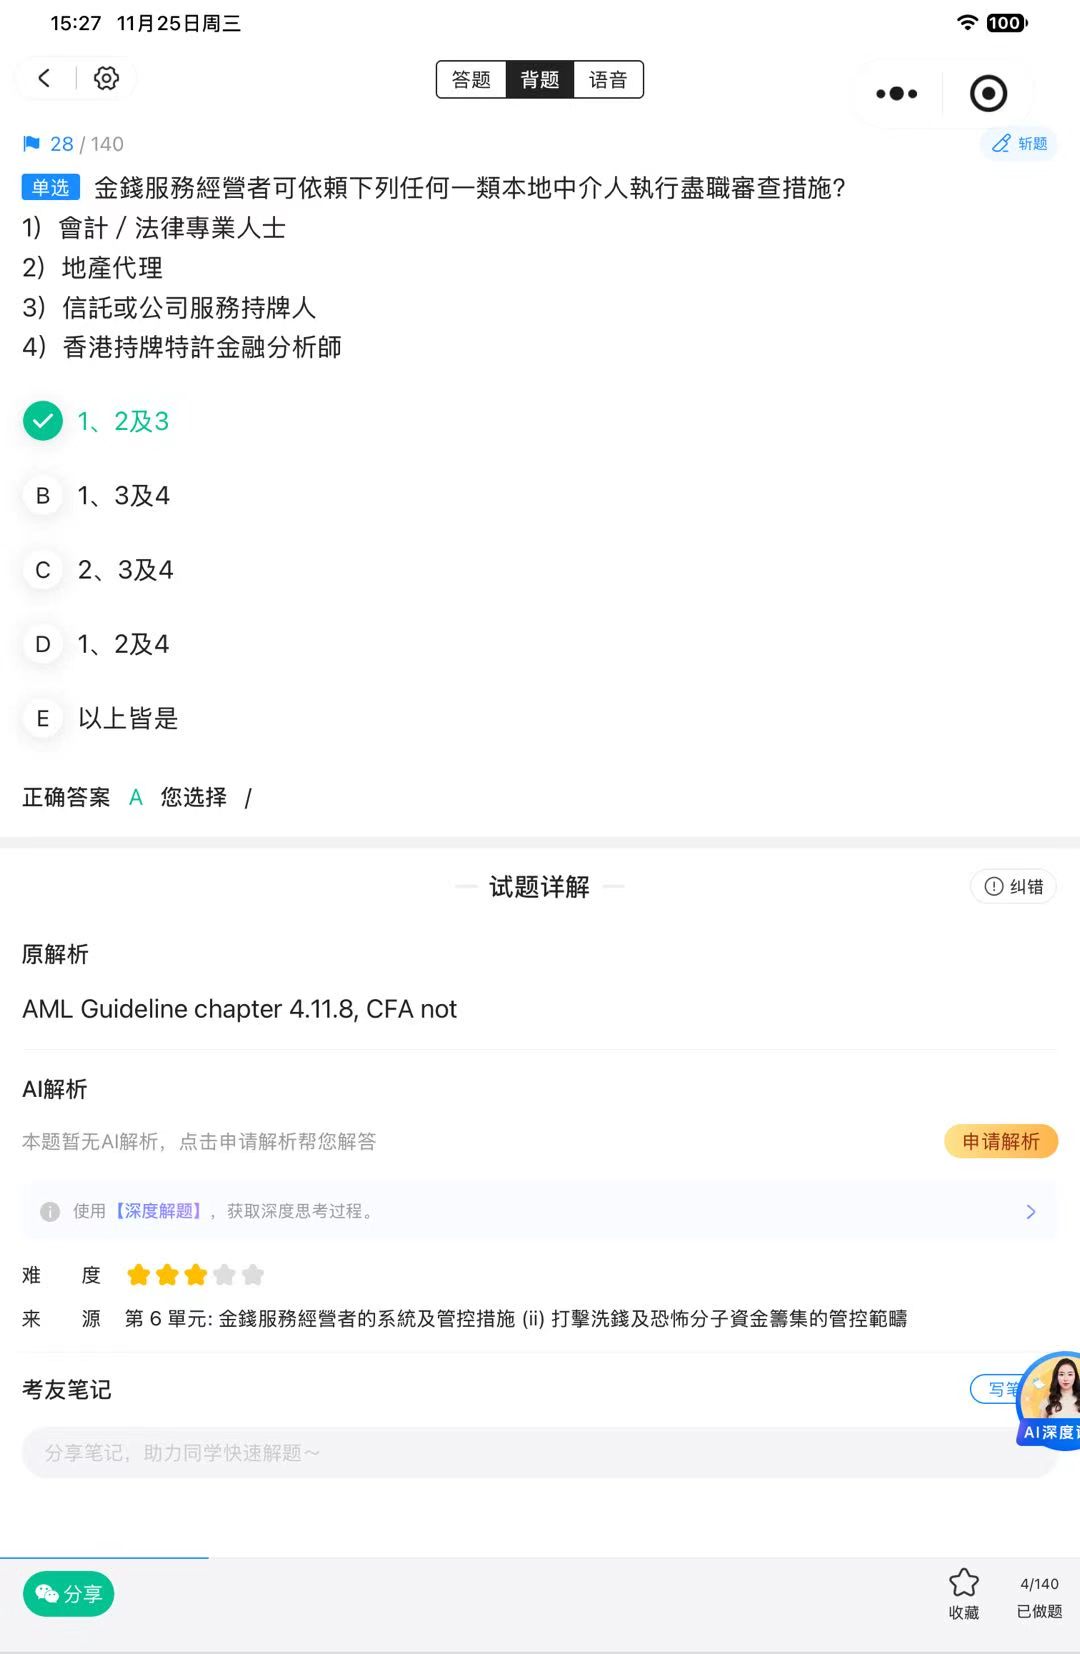 15:27 11月25日周三
100
答题 背题 语音
28 / 140
斩题
单选 金錢服務經營者可依賴下列任何一類本地中介人執行盡職審查措施?
1) 會計 / 法律專業人士
2) 地產代理
3) 信託或公司服務持牌人
4) 香港持牌特許金融分析師
1、2及3
B 1、3及4
C 2、3及4
D 1、2及4
E 以上皆是
正确答案 A 您选择 /
试题详解
纠错
原解析
AML Guideline chapter 4.11.8, CFA not
AI解析
本题暂无AI解析，点击申请解析帮您解答
申请解析
使用【深度解题】，获取深度思考过程。
难 度
来 源 第 6 單元: 金錢服務經營者的系統及管控措施 (ii) 打擊洗錢及恐怖分子資金籌集的管控範疇
考友笔记
写笔
AI深度
分享笔记，助力同学快速解题～
分享
收藏
4/140
已做题